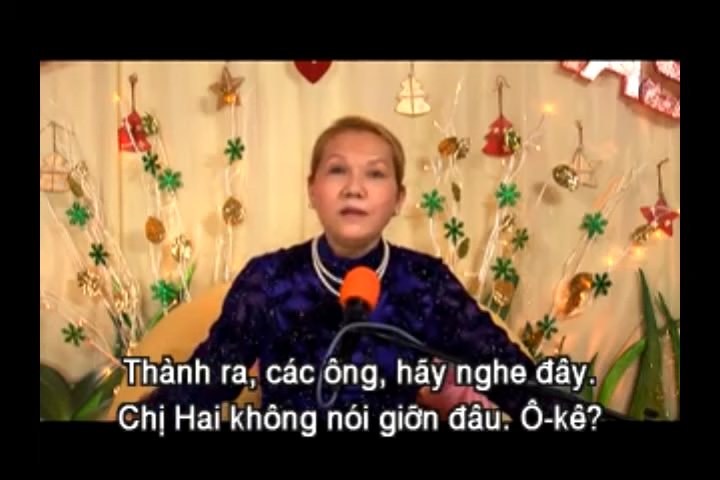 Thành ra, các ông, hãy nghe đây.
Chị Hai không nói giỡn đâu. Ô-kê?